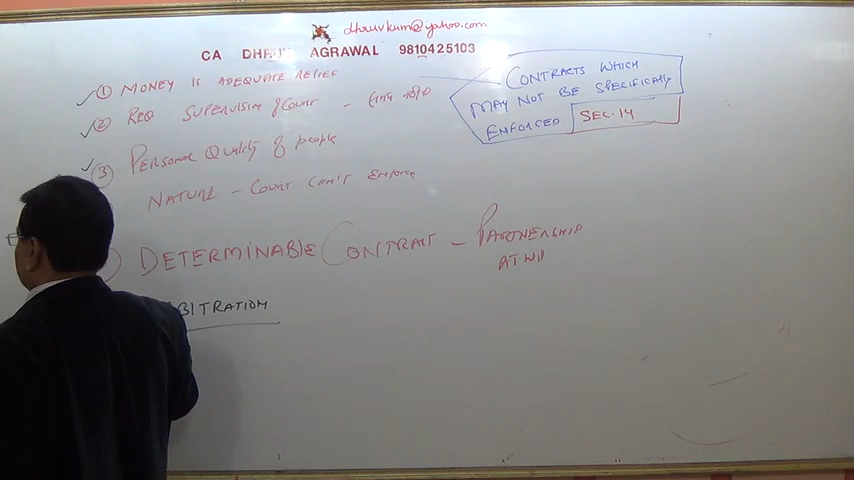 dhruvkum@yahoo.com
CA DHRUV AGRAWAL 9810425103
① MONEY IS ADEQUATE RELIEF
② REQ SUPERVISION of Court -
③ PERSONAL Quality of people
NATURE - COURT CAN'T Enforce
DETERMINABLE CONTRACT - PARTNERSHIP
AT WIL
BITRATION
CONTRACTS WHICH
MAY NOT BE SPECIFICALLY
ENFORCED SEC.14